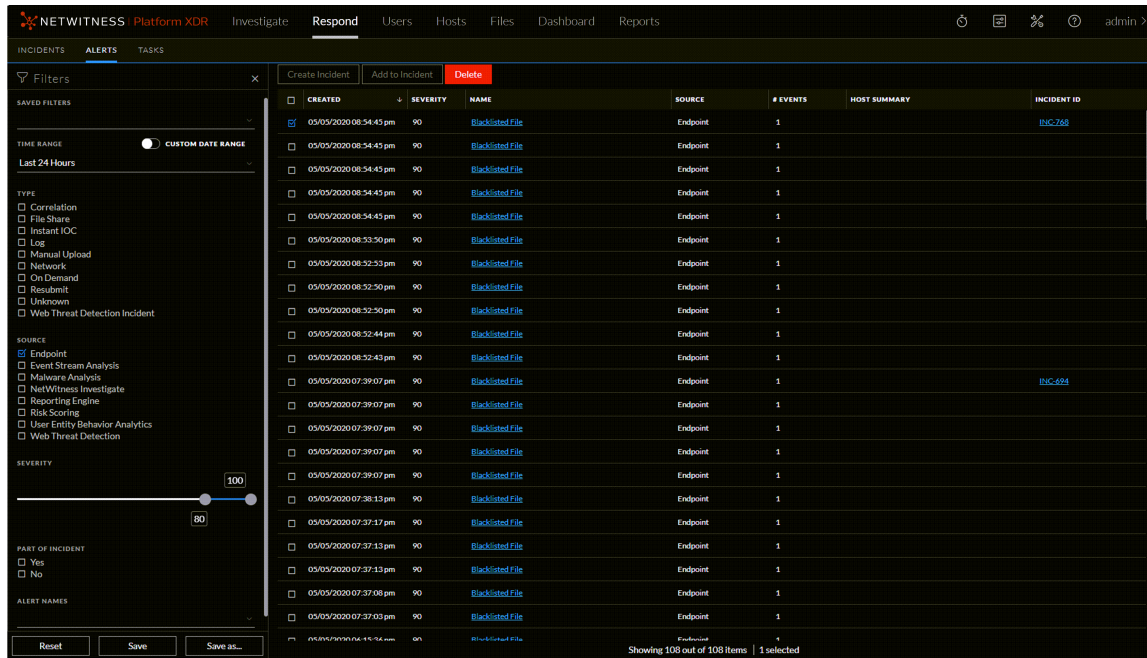 NETWITNESS | Platform XDR Investigate Respond Users Hosts Files Dashboard Reports admin
INCIDENTS ALERTS TASKS
Filters
Create Incident Add to Incident Delete
SAVED FILTERS
TIME RANGE CUSTOM DATE RANGE
Last 24 Hours
TYPE
Correlation
File Share
Instant IOC
Log
Manual Upload
Network
On Demand
Resubmit
Unknown
Web Threat Detection Incident
SOURCE
Endpoint
Event Stream Analysis
Malware Analysis
NetWitness Investigate
Reporting Engine
Risk Scoring
User Entity Behavior Analytics
Web Threat Detection
SEVERITY
100
80
PART OF INCIDENT
Yes
No
ALERT NAMES
Reset Save Save as...
CREATED SEVERITY NAME SOURCE # EVENTS HOST SUMMARY INCIDENT ID
05/05/2020 08:54:45 pm 90 Blacklisted File Endpoint 1 INC-768
05/05/2020 08:54:45 pm 90 Blacklisted File Endpoint 1
05/05/2020 08:54:45 pm 90 Blacklisted File Endpoint 1
05/05/2020 08:54:45 pm 90 Blacklisted File Endpoint 1
05/05/2020 08:54:45 pm 90 Blacklisted File Endpoint 1
05/05/2020 08:53:50 pm 90 Blacklisted File Endpoint 1
05/05/2020 08:52:53 pm 90 Blacklisted File Endpoint 1
05/05/2020 08:52:50 pm 90 Blacklisted File Endpoint 1
05/05/2020 08:52:50 pm 90 Blacklisted File Endpoint 1
05/05/2020 08:52:44 pm 90 Blacklisted File Endpoint 1
05/05/2020 08:52:43 pm 90 Blacklisted File Endpoint 1
05/05/2020 07:39:07 pm 90 Blacklisted File Endpoint 1 INC-694
05/05/2020 07:39:07 pm 90 Blacklisted File Endpoint 1
05/05/2020 07:39:07 pm 90 Blacklisted File Endpoint 1
05/05/2020 07:39:07 pm 90 Blacklisted File Endpoint 1
05/05/2020 07:39:07 pm 90 Blacklisted File Endpoint 1
05/05/2020 07:38:13 pm 90 Blacklisted File Endpoint 1
05/05/2020 07:37:17 pm 90 Blacklisted File Endpoint 1
05/05/2020 07:37:13 pm 90 Blacklisted File Endpoint 1
05/05/2020 07:37:13 pm 90 Blacklisted File Endpoint 1
05/05/2020 07:37:08 pm 90 Blacklisted File Endpoint 1
05/05/2020 07:37:03 pm 90 Blacklisted File Endpoint 1
05/05/2020 06:15:36 pm 90 Blacklisted File Endpoint 1
Showing 108 out of 108 items | 1 selected